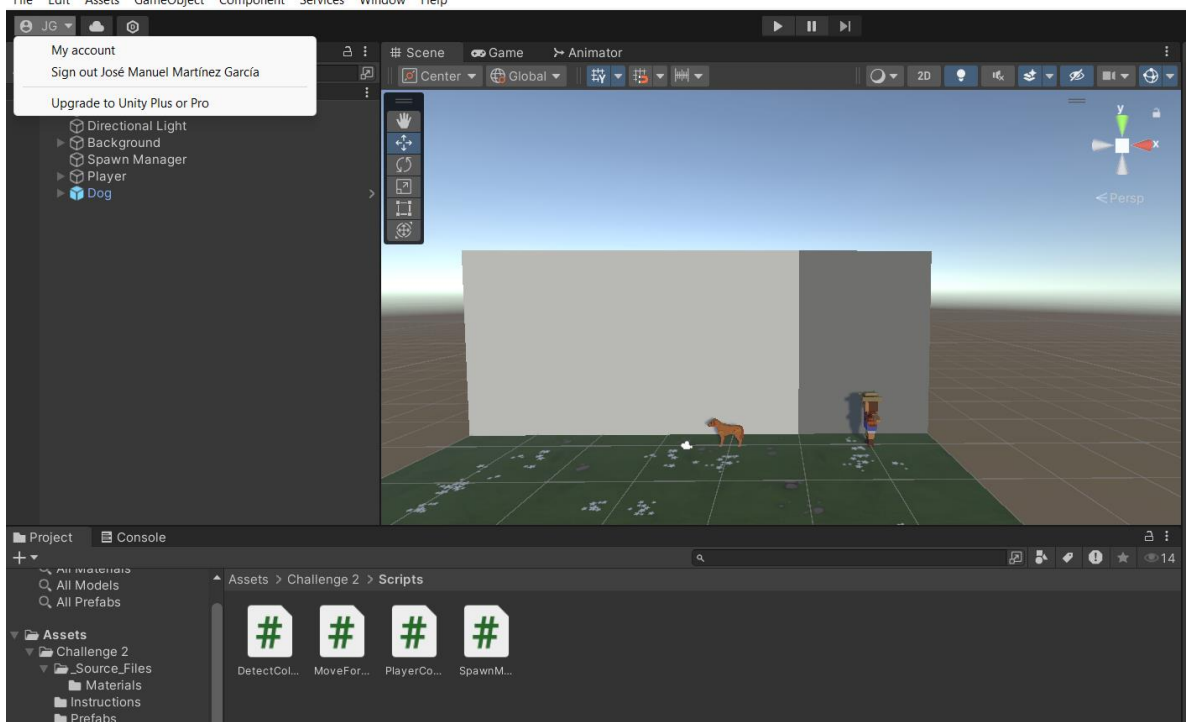 File Edit Assets GameObject Component Services Window Help
JG
My account
Sign out José Manuel Martínez García
Upgrade to Unity Plus or Pro
Directional Light
Background
Spawn Manager
Player
Dog
Scene Game Animator
Center Global 2D
y
x
Persp
Project Console
14
All Materials
All Models
All Prefabs
Assets
Challenge 2
_Source_Files
Materials
Instructions
Prefabs
Assets > Challenge 2 > Scripts
DetectCol... MoveFor... PlayerCo... SpawnM...